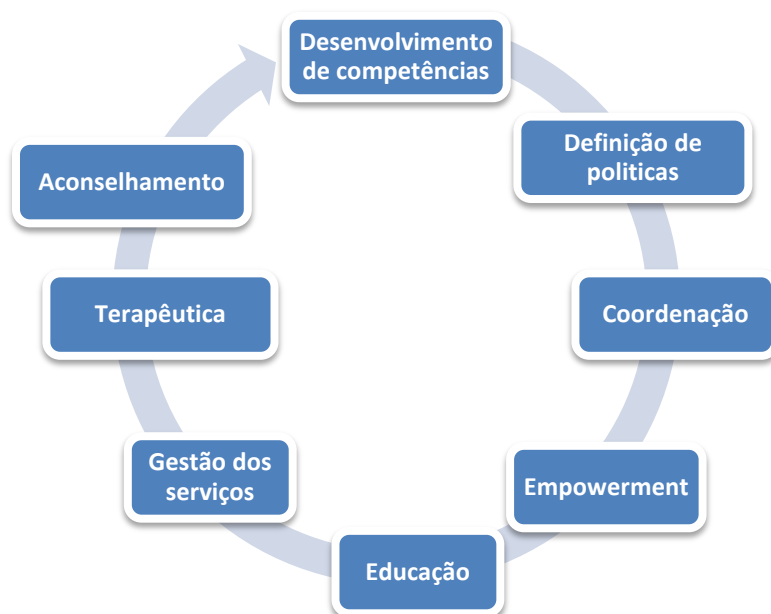 Desenvolvimento
de competências
Definição de
politicas
Coordenação
Empowerment
Educação
Gestão dos
serviços
Terapêutica
Aconselhamento